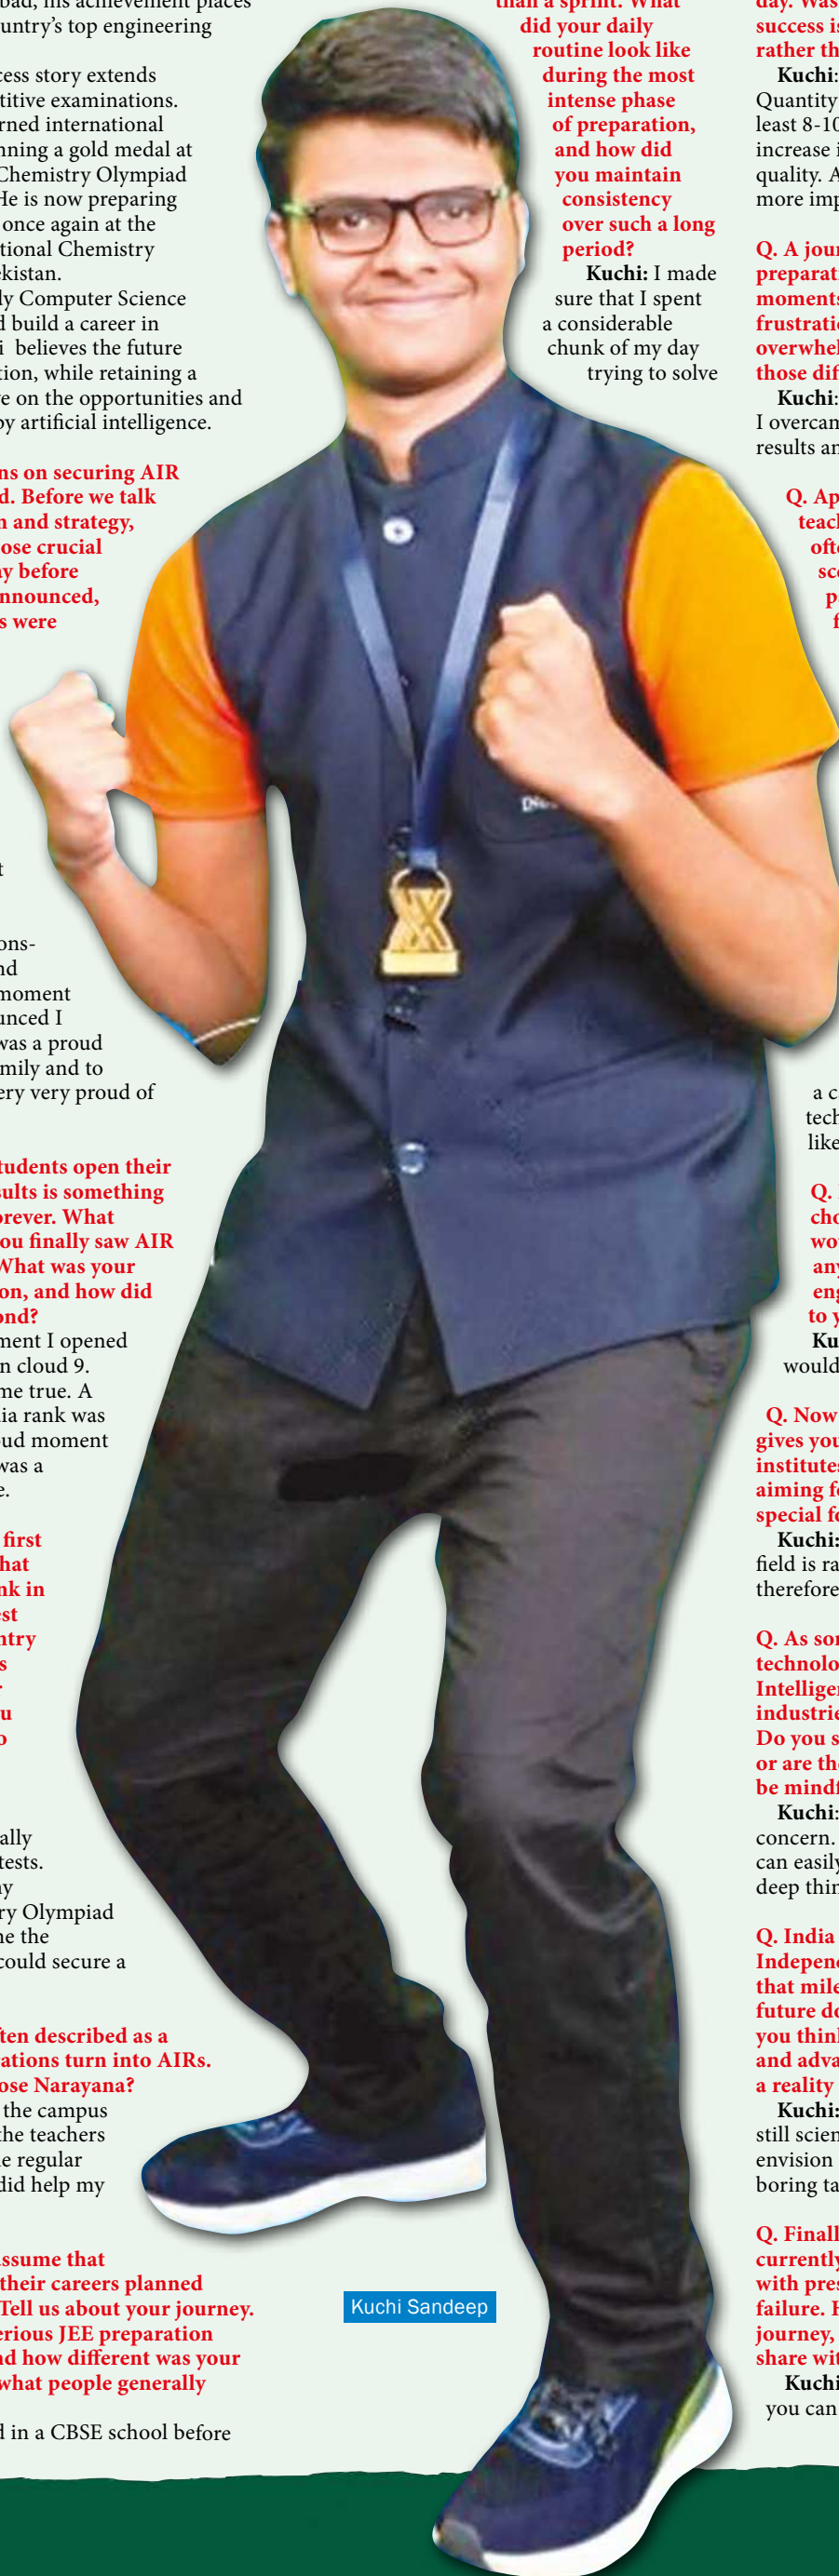 bad, his achievement places
untry's top engineering
cess story extends
titive examinations.
rned international
nning a gold medal at
Chemistry Olympiad
He is now preparing
once again at the
tional Chemistry
ekistan.
ly Computer Science
d build a career in
i believes the future
tion, while retaining a
ve on the opportunities and
by artificial intelligence.
ns on securing AIR
d. Before we talk
n and strategy,
ose crucial
ay before
nnounced,
s were
t
ons-
nd
moment
unced I
was a proud
mily and to
ery very proud of
tudents open their
sults is something
orever. What
ou finally saw AIR
What was your
on, and how did
ond?
ment I opened
n cloud 9.
me true. A
dia rank was
oud moment
was a
e.
first
hat
nk in
est
ntry
s
r
u
o
ally
tests.
ny
ry Olympiad
ne the
could secure a
ften described as a
rations turn into AIRs.
ose Narayana?
the campus
the teachers
e regular
did help my
assume that
their careers planned
Tell us about your journey.
erious JEE preparation
nd how different was your
what people generally
d in a CBSE school before
than a sprint. What
did your daily
routine look like
during the most
intense phase
of preparation,
and how did
you maintain
consistency
over such a long
period?
Kuchi: I made
sure that I spent
a considerable
chunk of my day
trying to solve
Kuchi Sandeep
day. Was
success is
rather th
Kuchi:
Quantity
least 8-10
increase i
quality. A
more imp
Q. A jour
preparati
moments
frustratio
overwhel
those dif
Kuchi:
I overcam
results an
Q. Ap
teach
ofte
sco
p
f
a c
tech
like
Q.
cho
wo
any
eng
to y
Ku
would
Q. Now
gives you
institutes
aiming fo
special fo
Kuchi:
field is ra
therefore
Q. As son
technolo
Intelliger
industrie
Do you s
or are the
be mindf
Kuchi:
concern.
can easily
deep thin
Q. India
Independ
that mile
future do
you think
and adva
a reality
Kuchi:
still scien
envision
boring ta
Q. Finall
currently
with pres
failure. H
journey,
share wit
Kuchi
you can